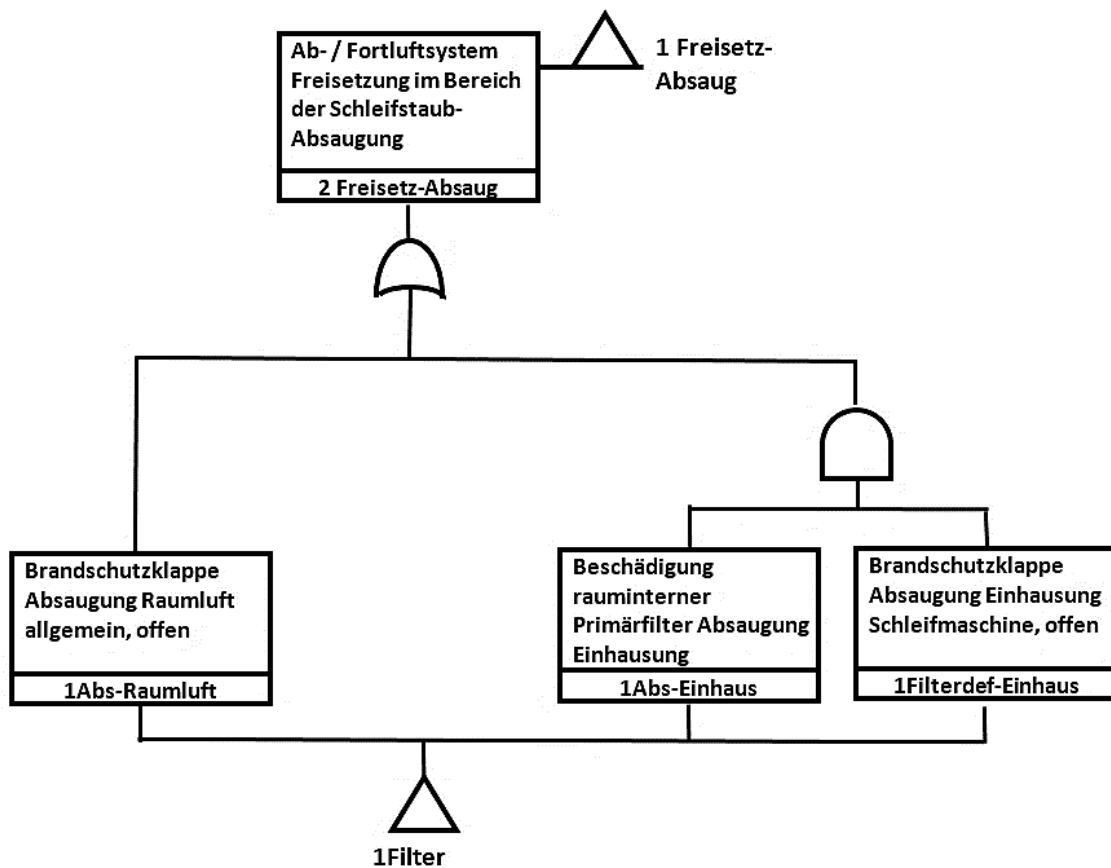 Ab- / Fortluftsystem
Freisetzung im Bereich
der Schleifstaub-
Absaugung
2 Freisetz-Absaug
1 Freisetz-
Absaug
Brandschutzklappe
Absaugung Raumluft
allgemein, offen
1Abs-Raumluft
Beschädigung
rauminterner
Primärfilter Absaugung
Einhausung
1Abs-Einhaus
Brandschutzklappe
Absaugung Einhausung
Schleifmaschine, offen
1Filterdef-Einhaus
1Filter